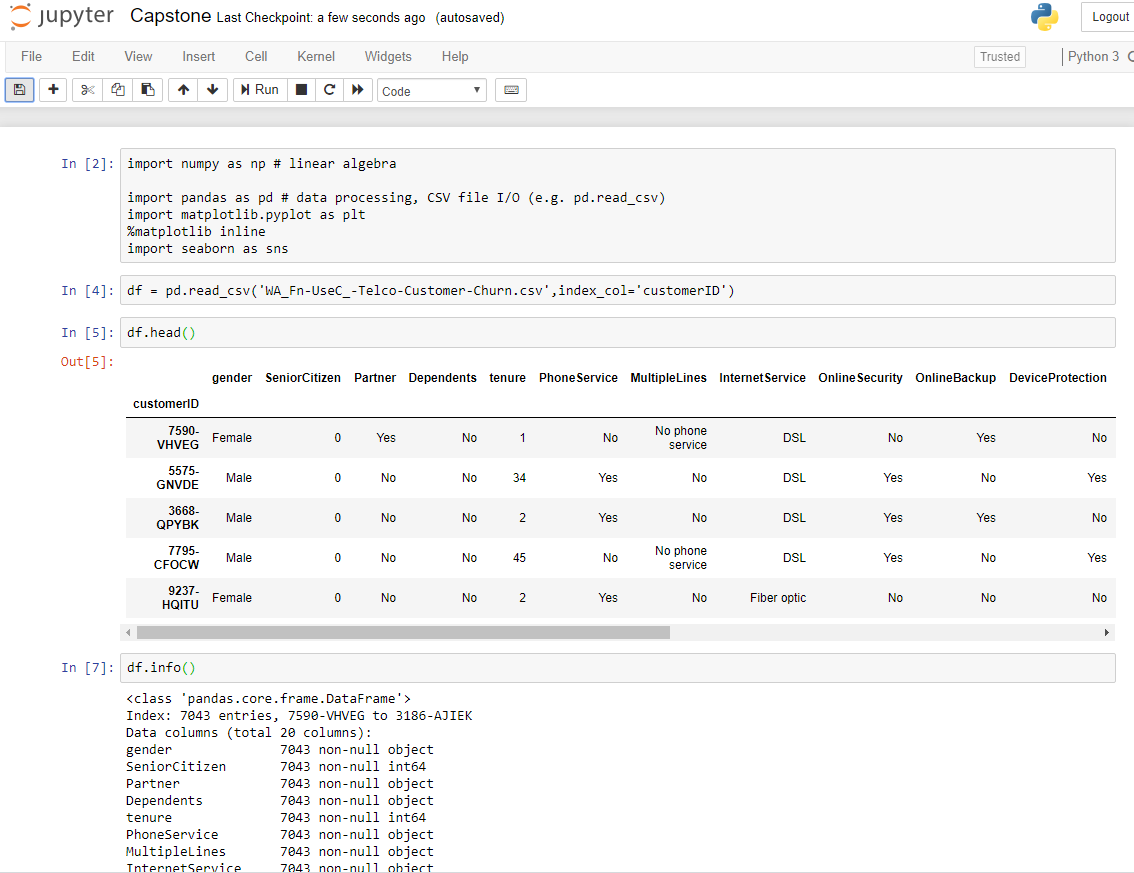 jupyter Capstone Last Checkpoint: a few seconds ago (autosaved)
Logout
File Edit View Insert Cell Kernel Widgets Help Trusted Python 3
Run Code
In [2]: import numpy as np # linear algebra
import pandas as pd # data processing, CSV file I/O (e.g. pd.read_csv)
import matplotlib.pyplot as plt
%matplotlib inline
import seaborn as sns
In [4]: df = pd.read_csv('WA_Fn-UseC_-Telco-Customer-Churn.csv',index_col='customerID')
In [5]: df.head()
Out[5]:
gender SeniorCitizen Partner Dependents tenure PhoneService MultipleLines InternetService OnlineSecurity OnlineBackup DeviceProtection
customerID
7590-VHVEG Female 0 Yes No 1 No No phone service DSL No Yes No
5575-GNVDE Male 0 No No 34 Yes No DSL Yes No Yes
3668-QPYBK Male 0 No No 2 Yes No DSL Yes Yes No
7795-CFOCW Male 0 No No 45 No No phone service DSL Yes No Yes
9237-HQITU Female 0 No No 2 Yes No Fiber optic No No No
In [7]: df.info()
<class 'pandas.core.frame.DataFrame'>
Index: 7043 entries, 7590-VHVEG to 3186-AJIEK
Data columns (total 20 columns):
gender 7043 non-null object
SeniorCitizen 7043 non-null int64
Partner 7043 non-null object
Dependents 7043 non-null object
tenure 7043 non-null int64
PhoneService 7043 non-null object
MultipleLines 7043 non-null object
InternetService 7043 non-null object